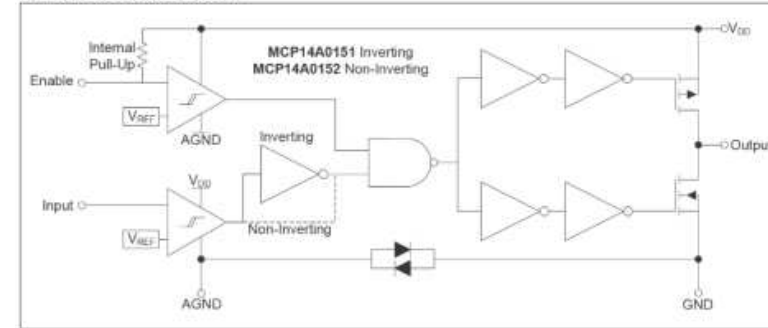 Internal
Pull-Up
MCP14A0151 Inverting
MCP14A0152 Non-Inverting
VDD
Enable
VREF
AGND
Inverting
Output
VDD
Input
Non-Inverting
VREF
AGND
GND